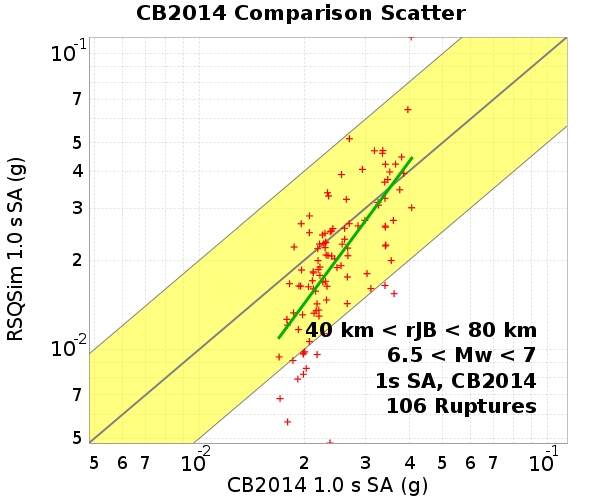 CB2014 Comparison Scatter
10⁻¹
7
5
4
3
2
10⁻²
7
5
RSQSim 1.0 s SA (g)
40 km < rJB < 80 km
6.5 < Mw < 7
1s SA, CB2014
106 Ruptures
5 6 7 10⁻² 2 3 4 5 6 7 10⁻¹
CB2014 1.0 s SA (g)